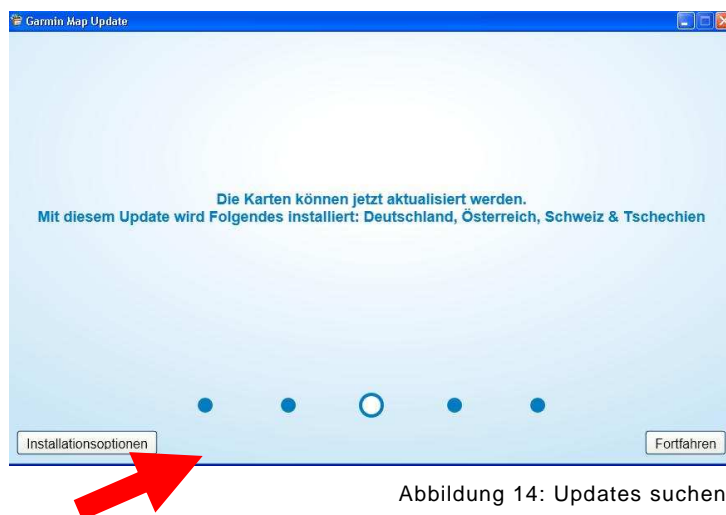 Garmin Map Update
Die Karten können jetzt aktualisiert werden.
Mit diesem Update wird Folgendes installiert: Deutschland, Österreich, Schweiz & Tschechien
Installationsoptionen
Fortfahren
Abbildung 14: Updates suchen